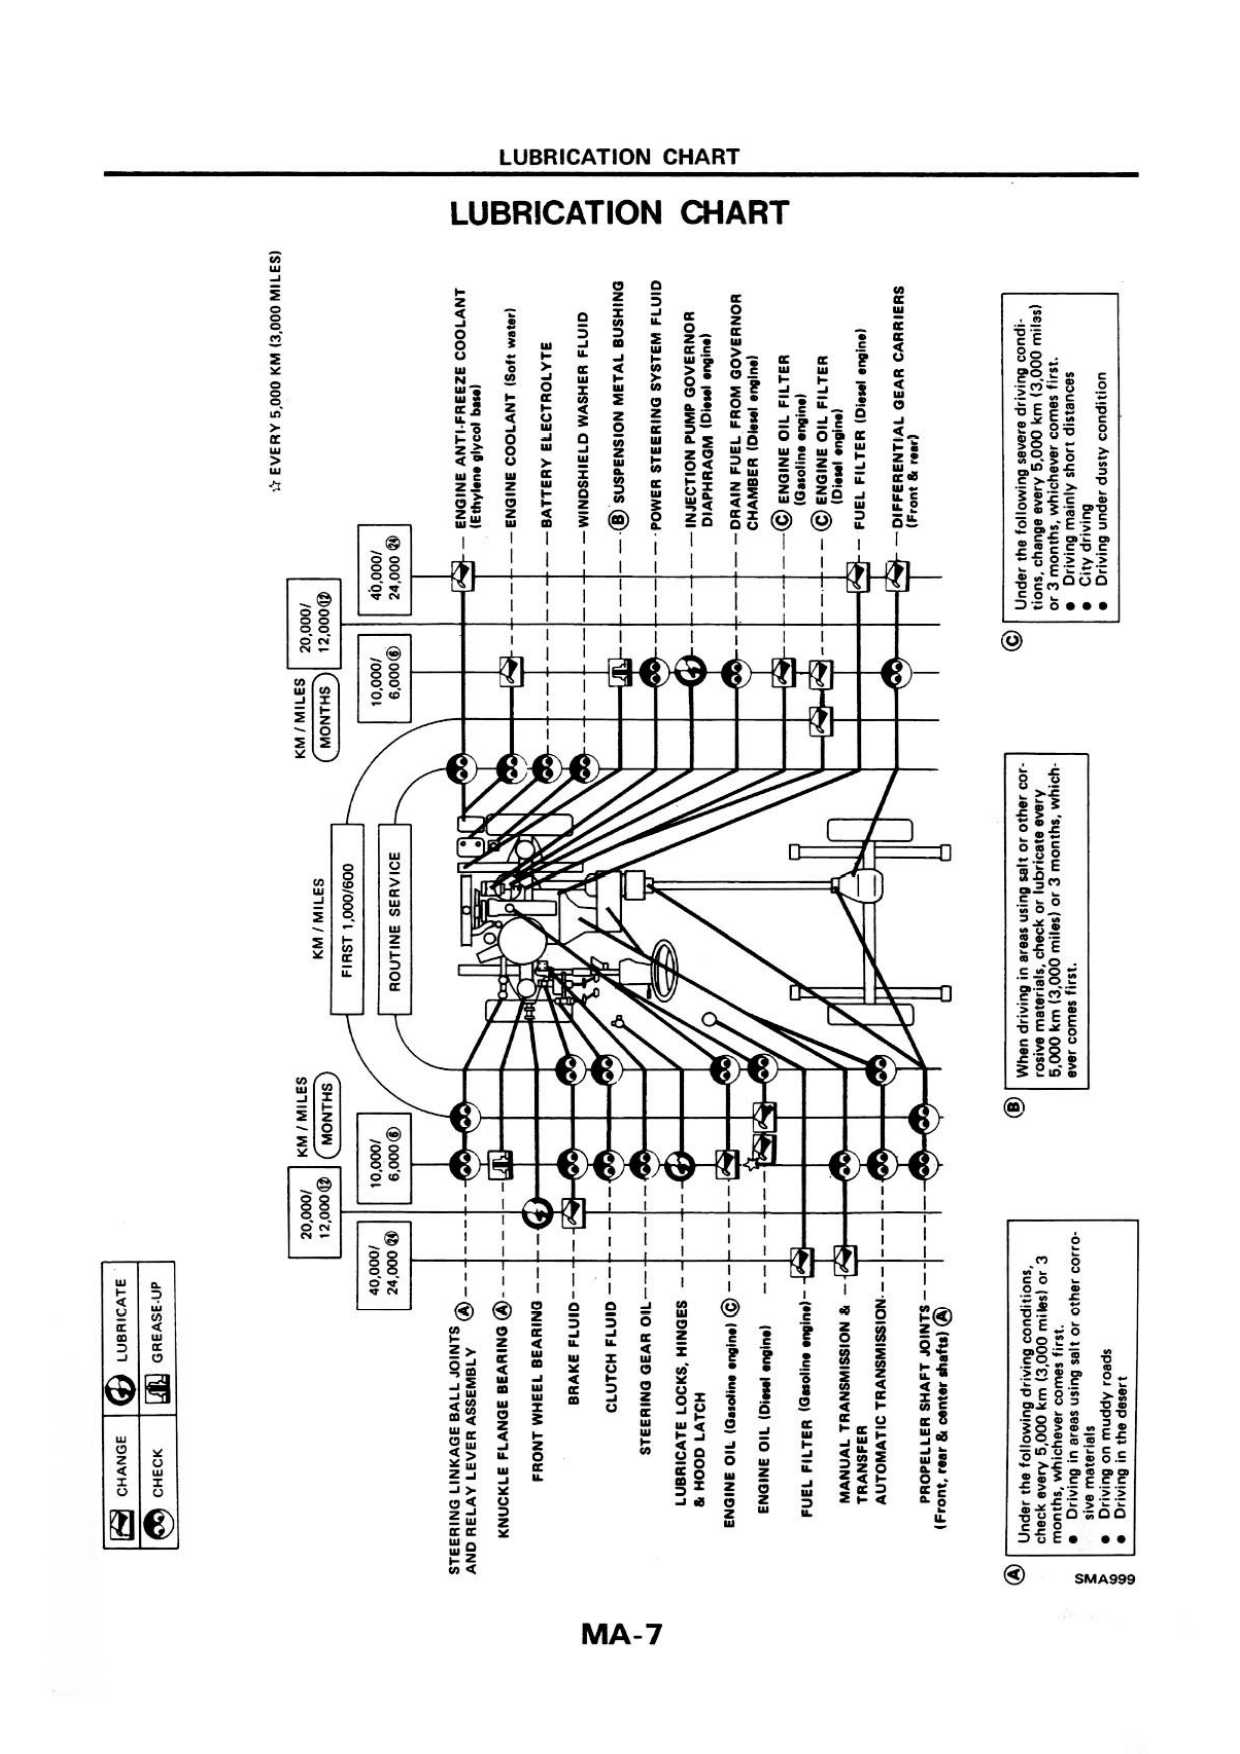 LUBRICATION CHART
LUBRICATION CHART
CHANGE
LUBRICATE
CHECK
GREASE-UP
☆ EVERY 5,000 KM (3,000 MILES)
20,000/
12,000 ⑫
40,000/
24,000 ㉔
10,000/
6,000 ⑥
KM / MILES
MONTHS
KM / MILES
FIRST 1,000/600
ROUTINE SERVICE
KM / MILES
MONTHS
20,000/
12,000 ⑫
10,000/
6,000 ⑥
40,000/
24,000 ㉔
STEERING LINKAGE BALL JOINTS Ⓐ
AND RELAY LEVER ASSEMBLY
KNUCKLE FLANGE BEARING Ⓐ
FRONT WHEEL BEARING
BRAKE FLUID
CLUTCH FLUID
STEERING GEAR OIL
LUBRICATE LOCKS, HINGES
& HOOD LATCH
ENGINE OIL (Gasoline engine) Ⓒ
ENGINE OIL (Diesel engine)
☆
FUEL FILTER (Gasoline engine)
MANUAL TRANSMISSION &
TRANSFER
AUTOMATIC TRANSMISSION
PROPELLER SHAFT JOINTS
(Front, rear & center shafts) Ⓐ
ENGINE ANTI-FREEZE COOLANT
(Ethylene glycol base)
ENGINE COOLANT (Soft water)
BATTERY ELECTROLYTE
WINDSHIELD WASHER FLUID
Ⓑ SUSPENSION METAL BUSHING
POWER STEERING SYSTEM FLUID
INJECTION PUMP GOVERNOR
DIAPHRAGM (Diesel engine)
DRAIN FUEL FROM GOVERNOR
CHAMBER (Diesel engine)
Ⓒ ENGINE OIL FILTER
(Gasoline engine)
Ⓒ ENGINE OIL FILTER
(Diesel engine)
FUEL FILTER (Diesel engine)
DIFFERENTIAL GEAR CARRIERS
(Front & rear)
Ⓐ
Under the following driving conditions,
check every 5,000 km (3,000 miles) or 3
months, whichever comes first.
● Driving in areas using salt or other corro-
sive materials
● Driving on muddy roads
● Driving in the desert
Ⓑ
When driving in areas using salt or other cor-
rosive materials, check or lubricate every
5,000 km (3,000 miles) or 3 months, which-
ever comes first.
Ⓒ
Under the following severe driving condi-
tions, change every 5,000 km (3,000 miles)
or 3 months, whichever comes first.
● Driving mainly short distances
● City driving
● Driving under dusty condition
SMA999
MA-7